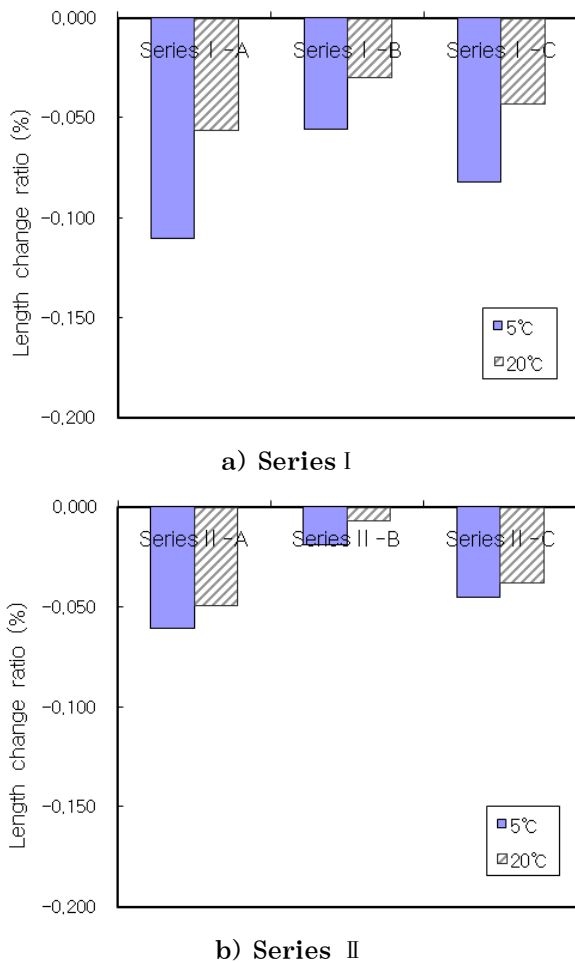 Length change ratio (%)
0,000
-0,050
-0,100
-0,150
-0,200
Series Ⅰ-A
Series Ⅰ-B
Series Ⅰ-C
5℃
20℃
a) Series Ⅰ
Length change ratio (%)
0,000
-0,050
-0,100
-0,150
-0,200
Series Ⅱ-A
Series Ⅱ-B
Series Ⅱ-C
5℃
20℃
b) Series Ⅱ